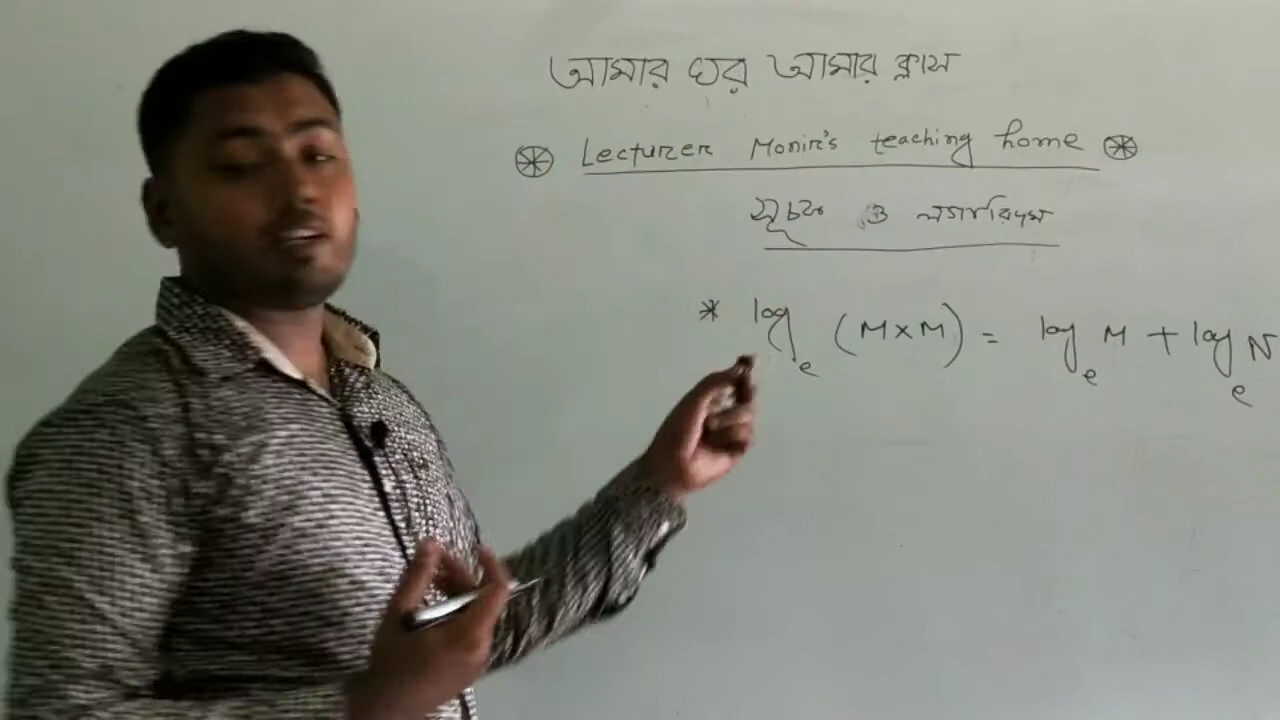 আমার ঘর আমার ক্লাস
Lecturer Monir's teaching home
সূচক ও লগারিদম
* log_e (M×M) = log_e M + log_e N